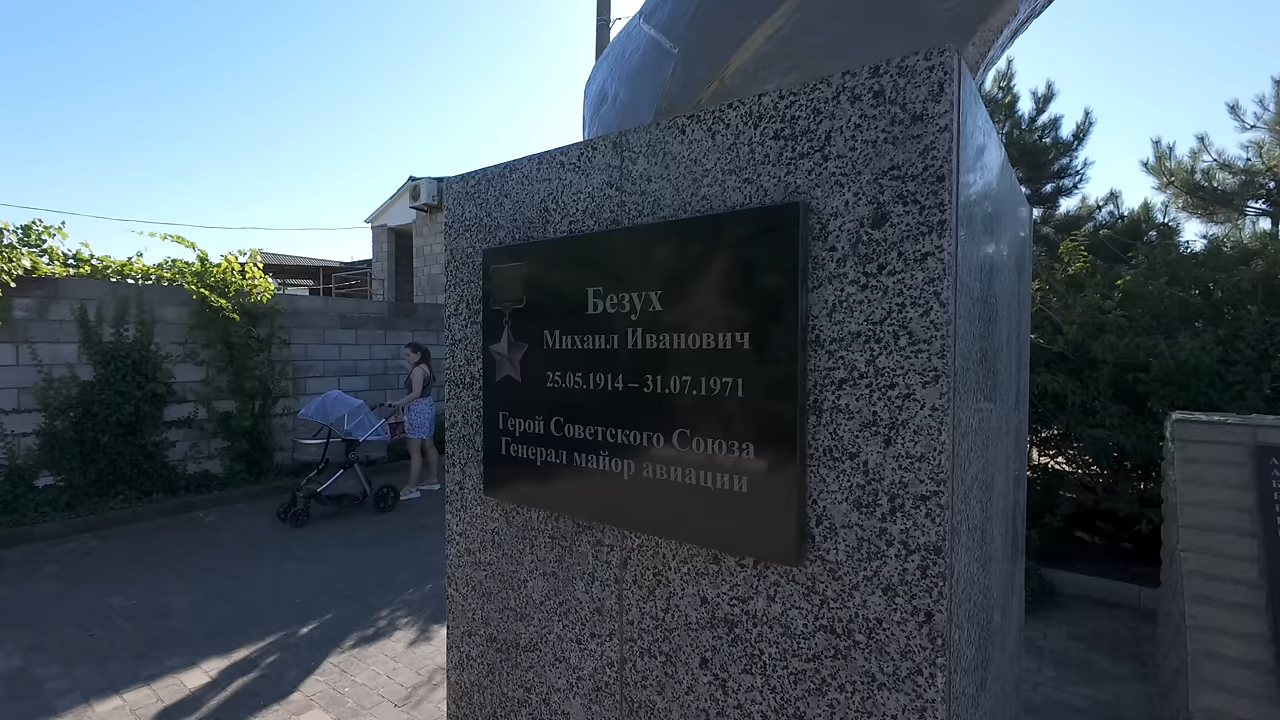 Безух
Михаил Иванович
25.05.1914 – 31.07.1971
Герой Советского Союза
Генерал майор авиации